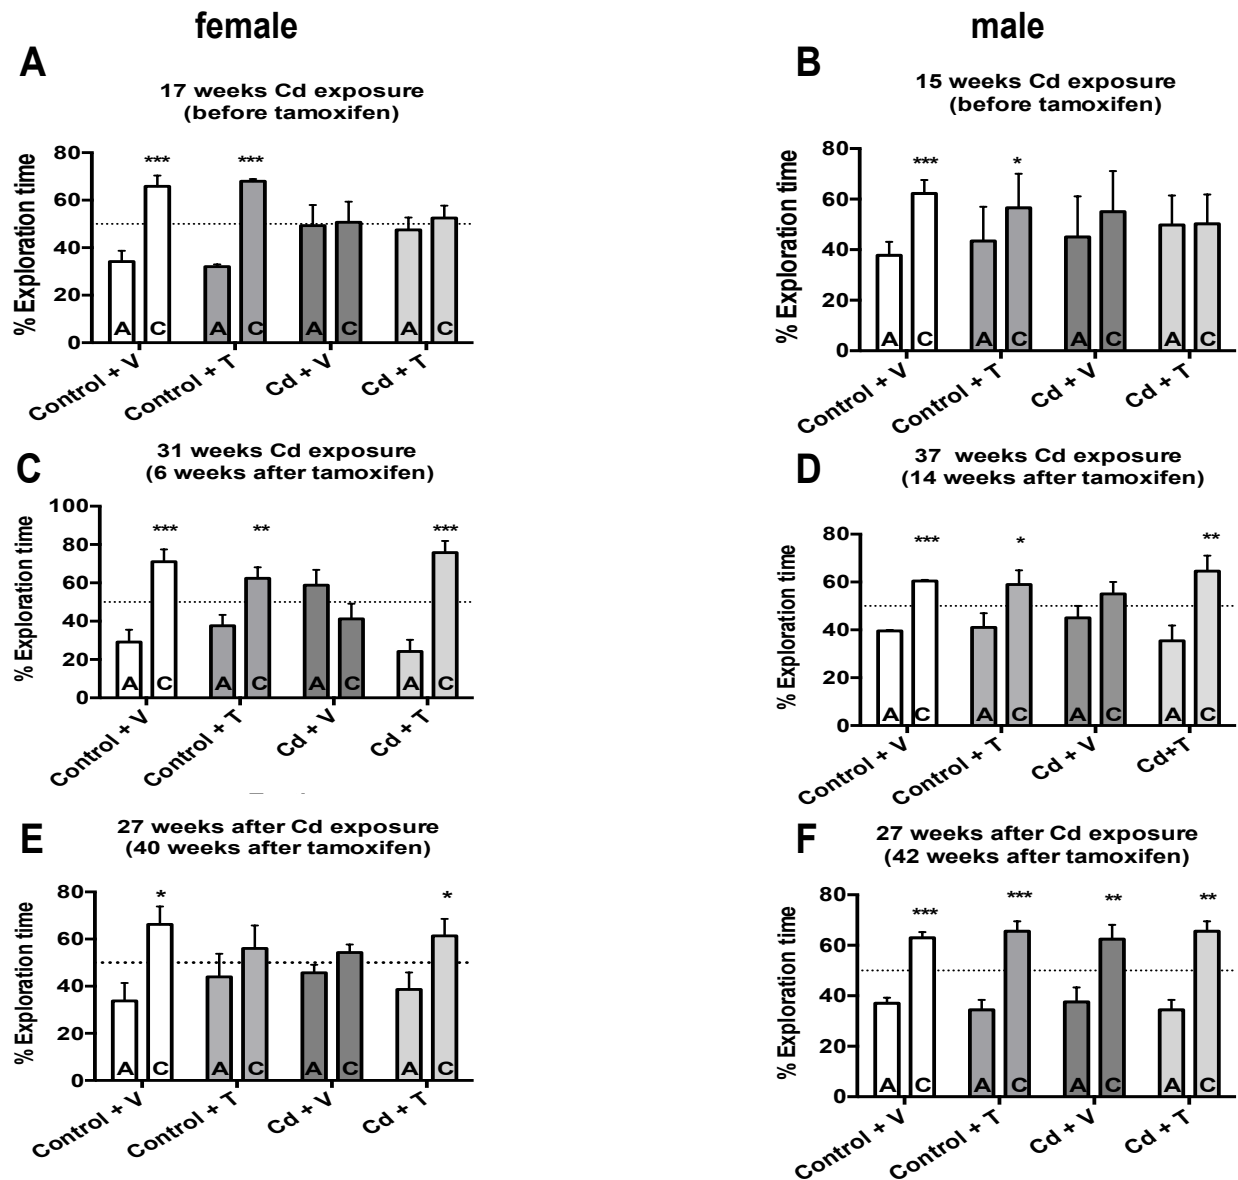 female
male
A
17 weeks Cd exposure
(before tamoxifen)
% Exploration time
80
60
40
20
0
***
***
A C A C A C A C
Control + V
Control + T
Cd + V
Cd + T
B
15 weeks Cd exposure
(before tamoxifen)
% Exploration time
80
60
40
20
0
***
*
A C A C A C A C
Control + V
Control + T
Cd + V
Cd + T
C
31 weeks Cd exposure
(6 weeks after tamoxifen)
% Exploration time
100
80
60
40
20
0
***
**
***
A C A C A C A C
Control + V
Control + T
Cd + V
Cd + T
D
37 weeks Cd exposure
(14 weeks after tamoxifen)
% Exploration time
80
60
40
20
0
***
*
**
A C A C A C A C
Control + V
Control + T
Cd + V
Cd+T
E
27 weeks after Cd exposure
(40 weeks after tamoxifen)
% Exploration time
80
60
40
20
0
*
*
A C A C A C A C
Control + V
Control + T
Cd + V
Cd + T
F
27 weeks after Cd exposure
(42 weeks after tamoxifen)
% Exploration time
80
60
40
20
0
***
***
**
**
A C A C A C A C
Control + V
Control + T
Cd + V
Cd + T